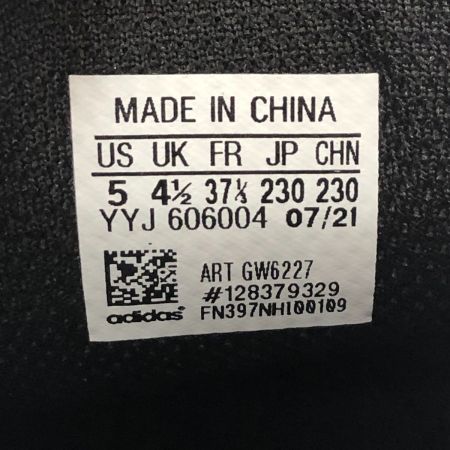 MADE IN CHINA
US UK FR JP CHN
5 4½ 37⅓ 230 230
YYJ 606004 07/21
ART GW6227
#128379329
adidas FN397NHI00109